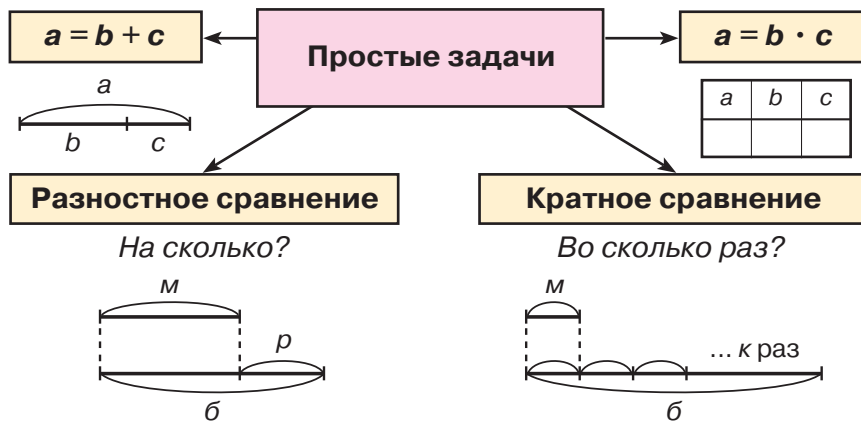 a = b + c
Простые задачи
a = b · c
a
b c
a b c
Разностное сравнение
Кратное сравнение
На сколько?
Во сколько раз?
м
р
б
м
... к раз
б